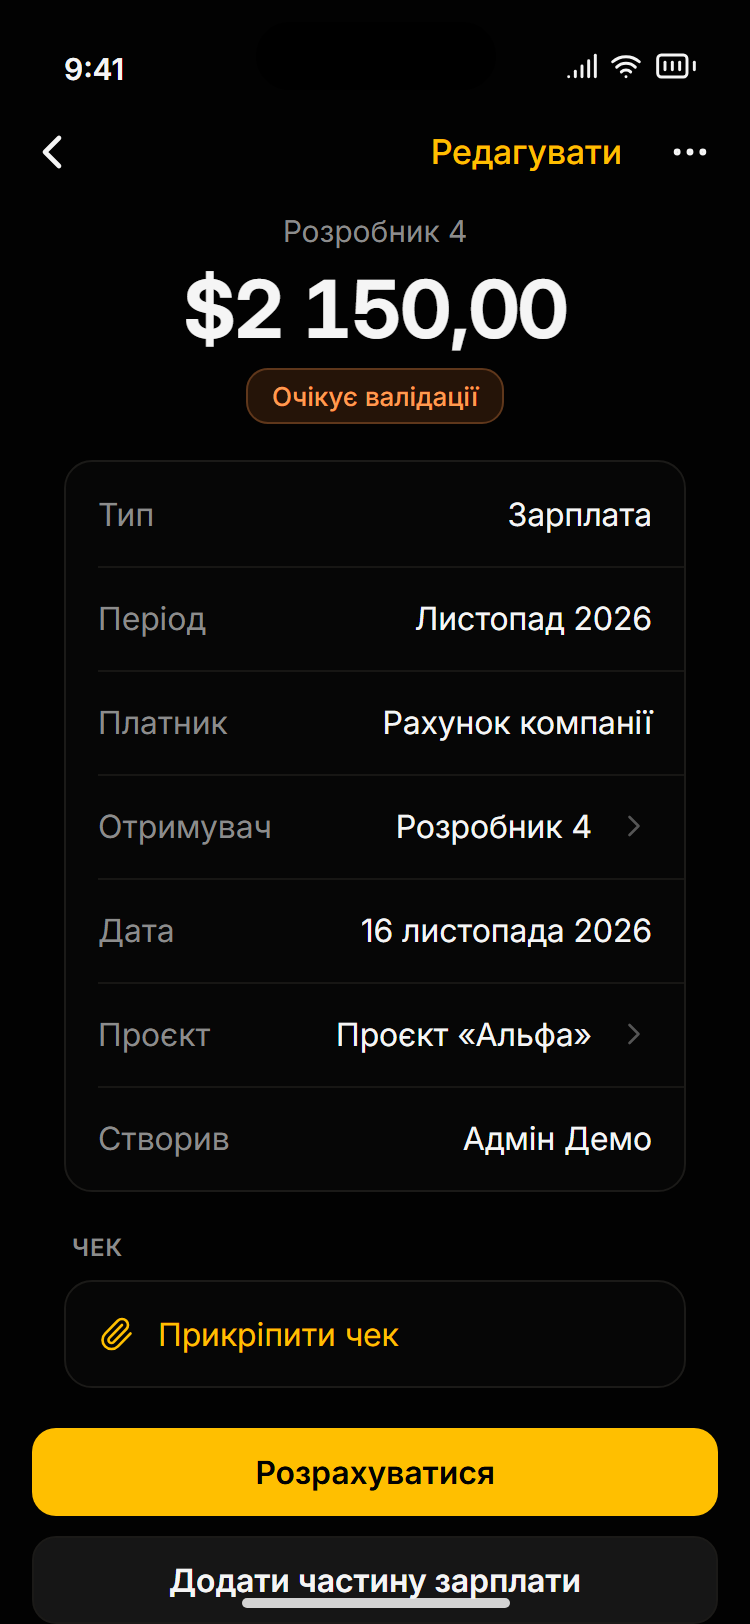 9:41
Редагувати
Розробник 4
$2 150,00
Очікує валідації
Тип Зарплата
Період Листопад 2026
Платник Рахунок компанії
Отримувач Розробник 4
Дата 16 листопада 2026
Проєкт Проєкт «Альфа»
Створив Адмін Демо
ЧЕК
Прикріпити чек
Розрахуватися
Додати частину зарплати